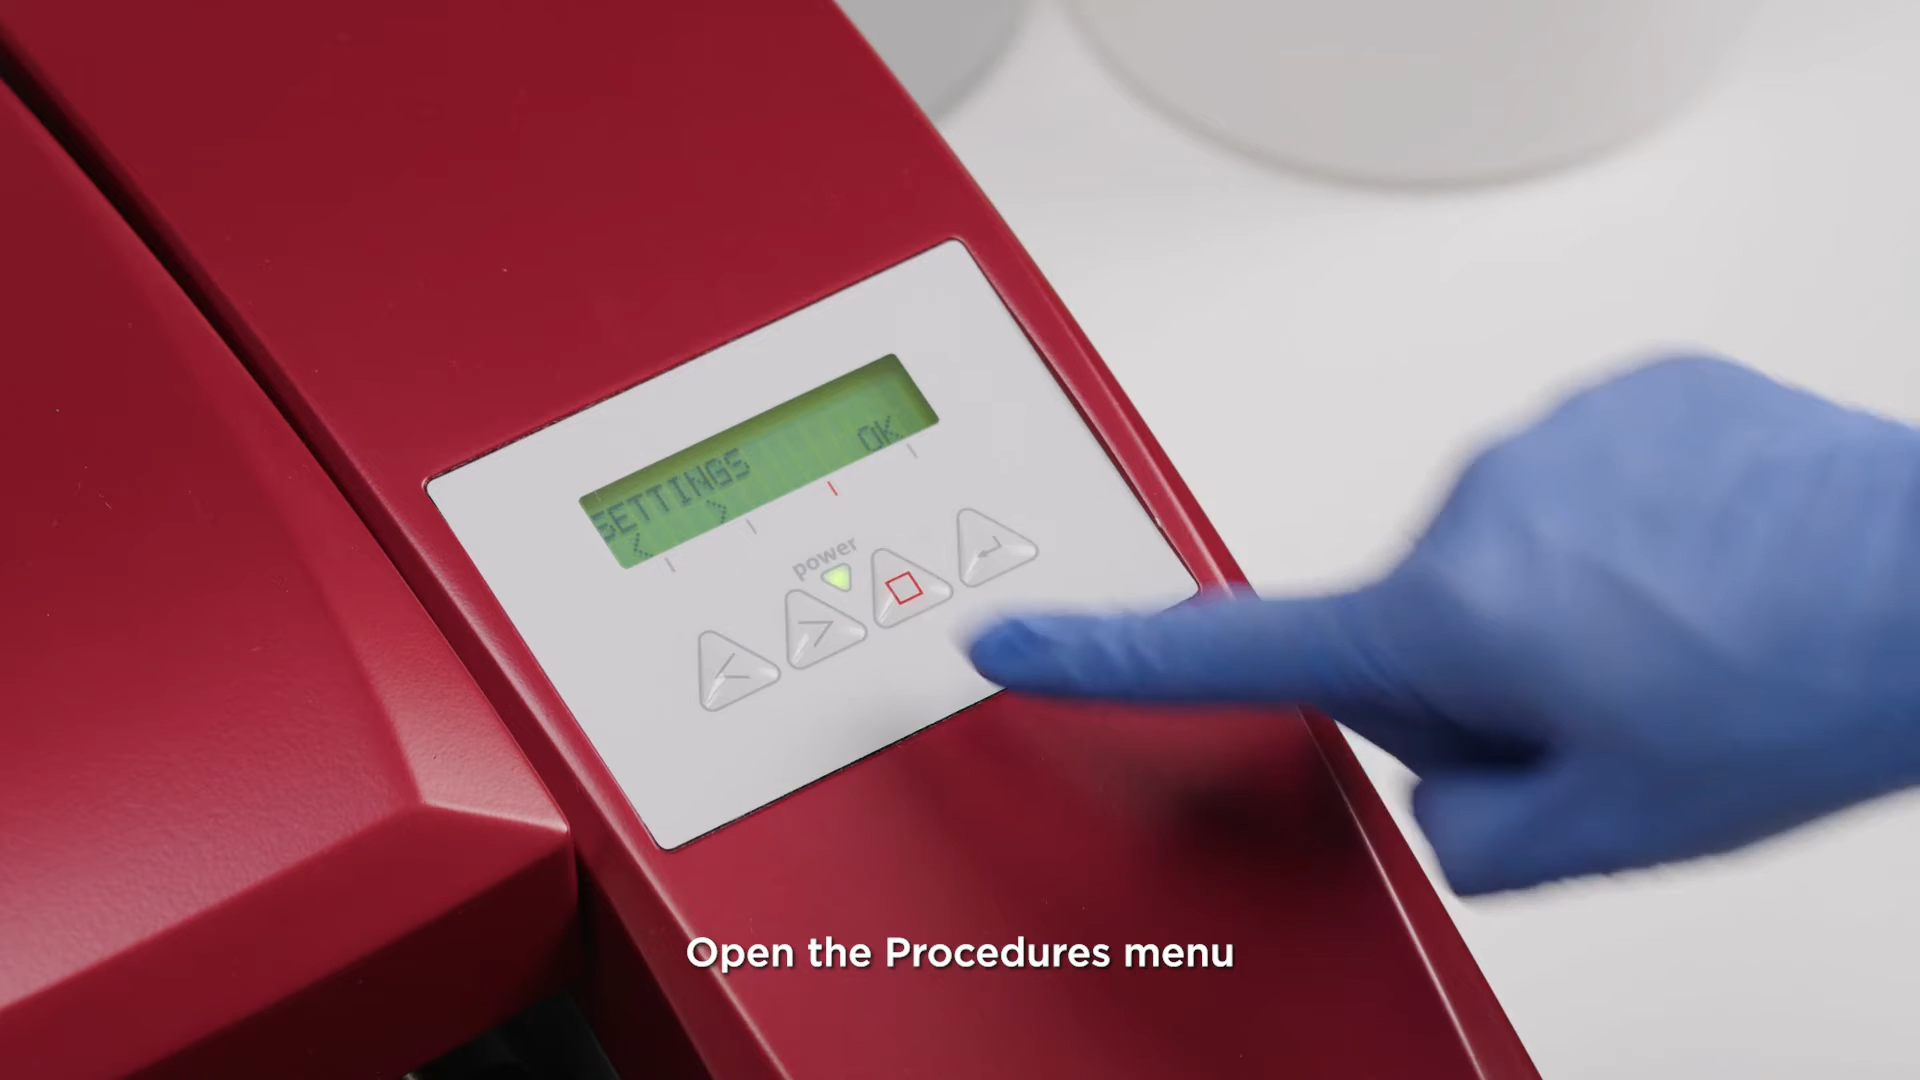 SETTINGS
< > OK
power
< >
Open the Procedures menu